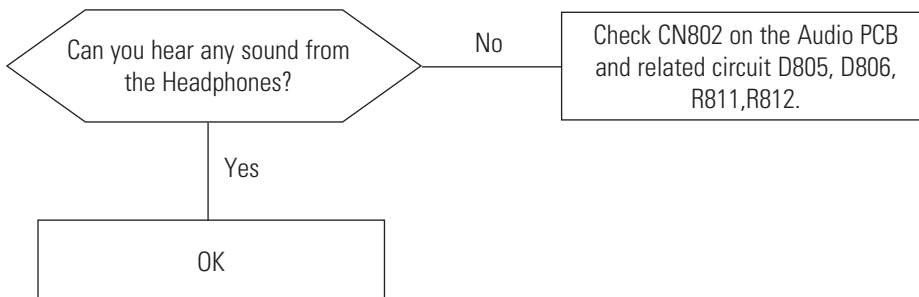 Can you hear any sound from
the Headphones?
No
Check CN802 on the Audio PCB
and related circuit D805, D806,
R811,R812.
Yes
OK